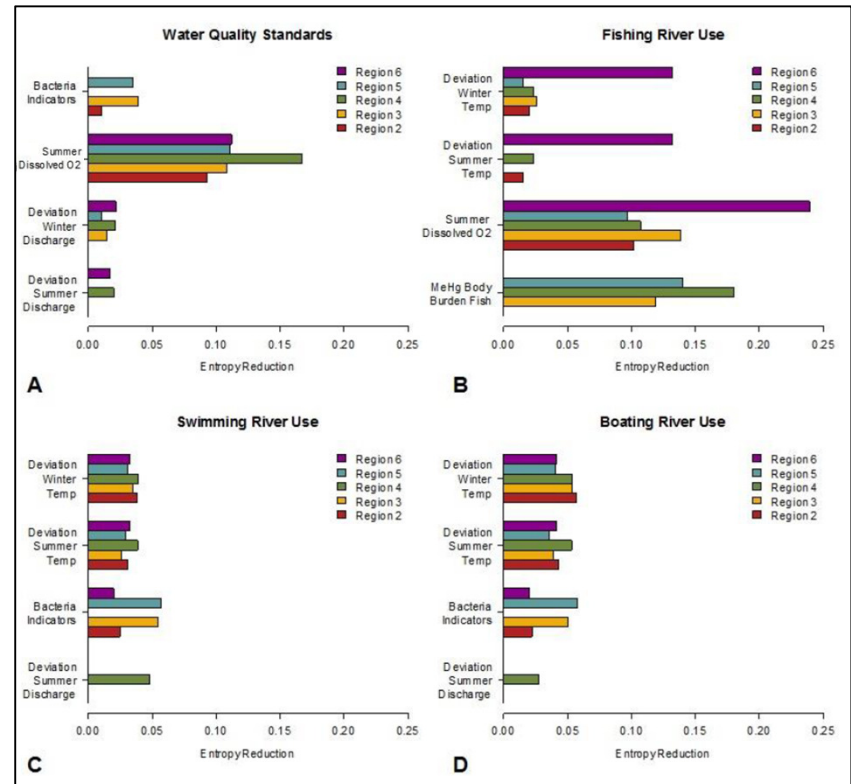 Water Quality Standards
Region 6
Region 5
Region 4
Region 3
Region 2
Bacteria
Indicators
Summer
Dissolved O2
Deviation
Winter
Discharge
Deviation
Summer
Discharge
0.00 0.05 0.10 0.15 0.20 0.25
Entropy Reduction
A
Fishing River Use
Region 6
Region 5
Region 4
Region 3
Region 2
Deviation
Winter
Temp
Deviation
Summer
Temp
Summer
Dissolved O2
MeHg Body
Burden Fish
0.00 0.05 0.10 0.15 0.20 0.25
Entropy Reduction
B
Swimming River Use
Region 6
Region 5
Region 4
Region 3
Region 2
Deviation
Winter
Temp
Deviation
Summer
Temp
Bacteria
Indicators
Deviation
Summer
Discharge
0.00 0.05 0.10 0.15 0.20 0.25
Entropy Reduction
C
Boating River Use
Region 6
Region 5
Region 4
Region 3
Region 2
Deviation
Winter
Temp
Deviation
Summer
Temp
Bacteria
Indicators
Deviation
Summer
Discharge
0.00 0.05 0.10 0.15 0.20 0.25
Entropy Reduction
D